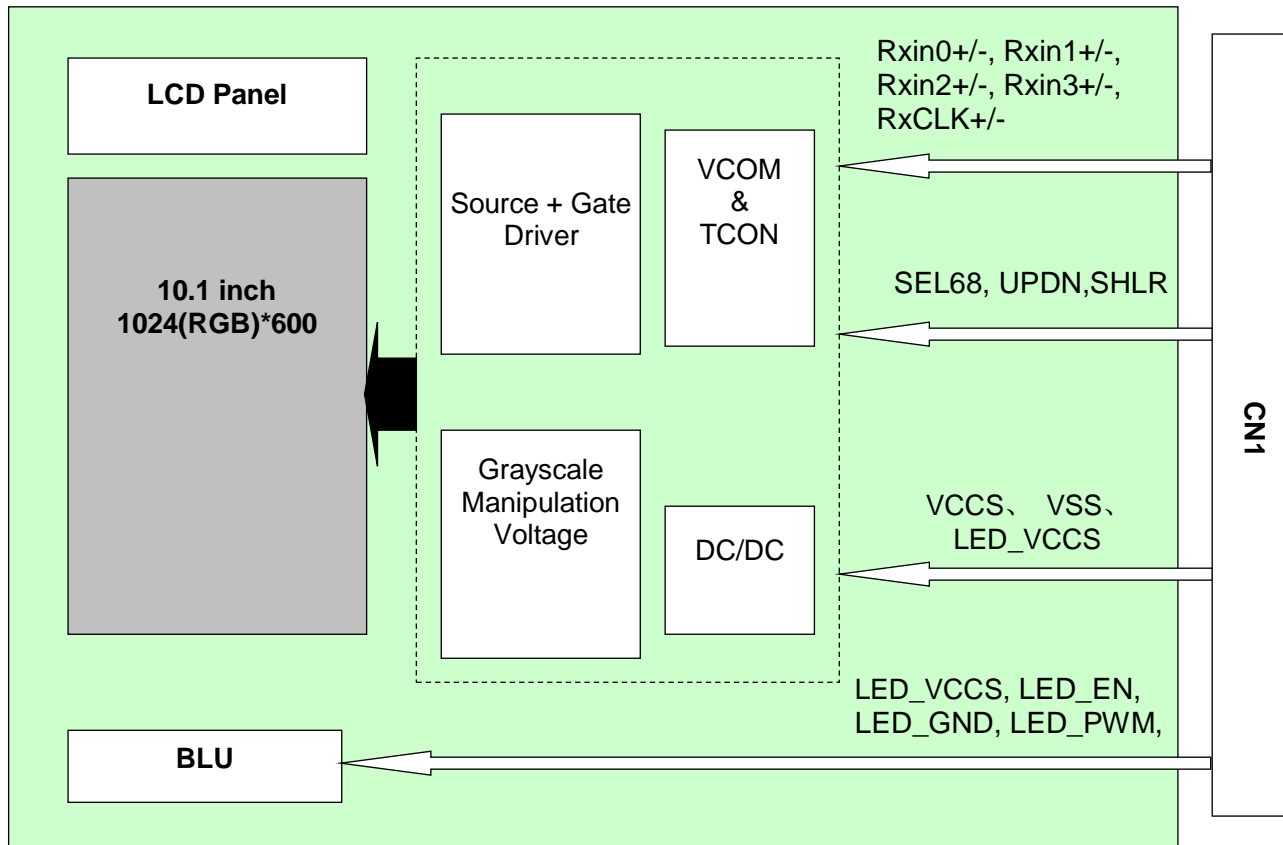 LCD Panel
10.1 inch
1024(RGB)*600
Source + Gate
Driver
VCOM
&
TCON
Grayscale
Manipulation
Voltage
DC/DC
BLU
Rxin0+/-, Rxin1+/-,
Rxin2+/-, Rxin3+/-,
RxCLK+/-
SEL68, UPDN,SHLR
VCCS、 VSS、
LED_VCCS
LED_VCCS, LED_EN,
LED_GND, LED_PWM,
CN1